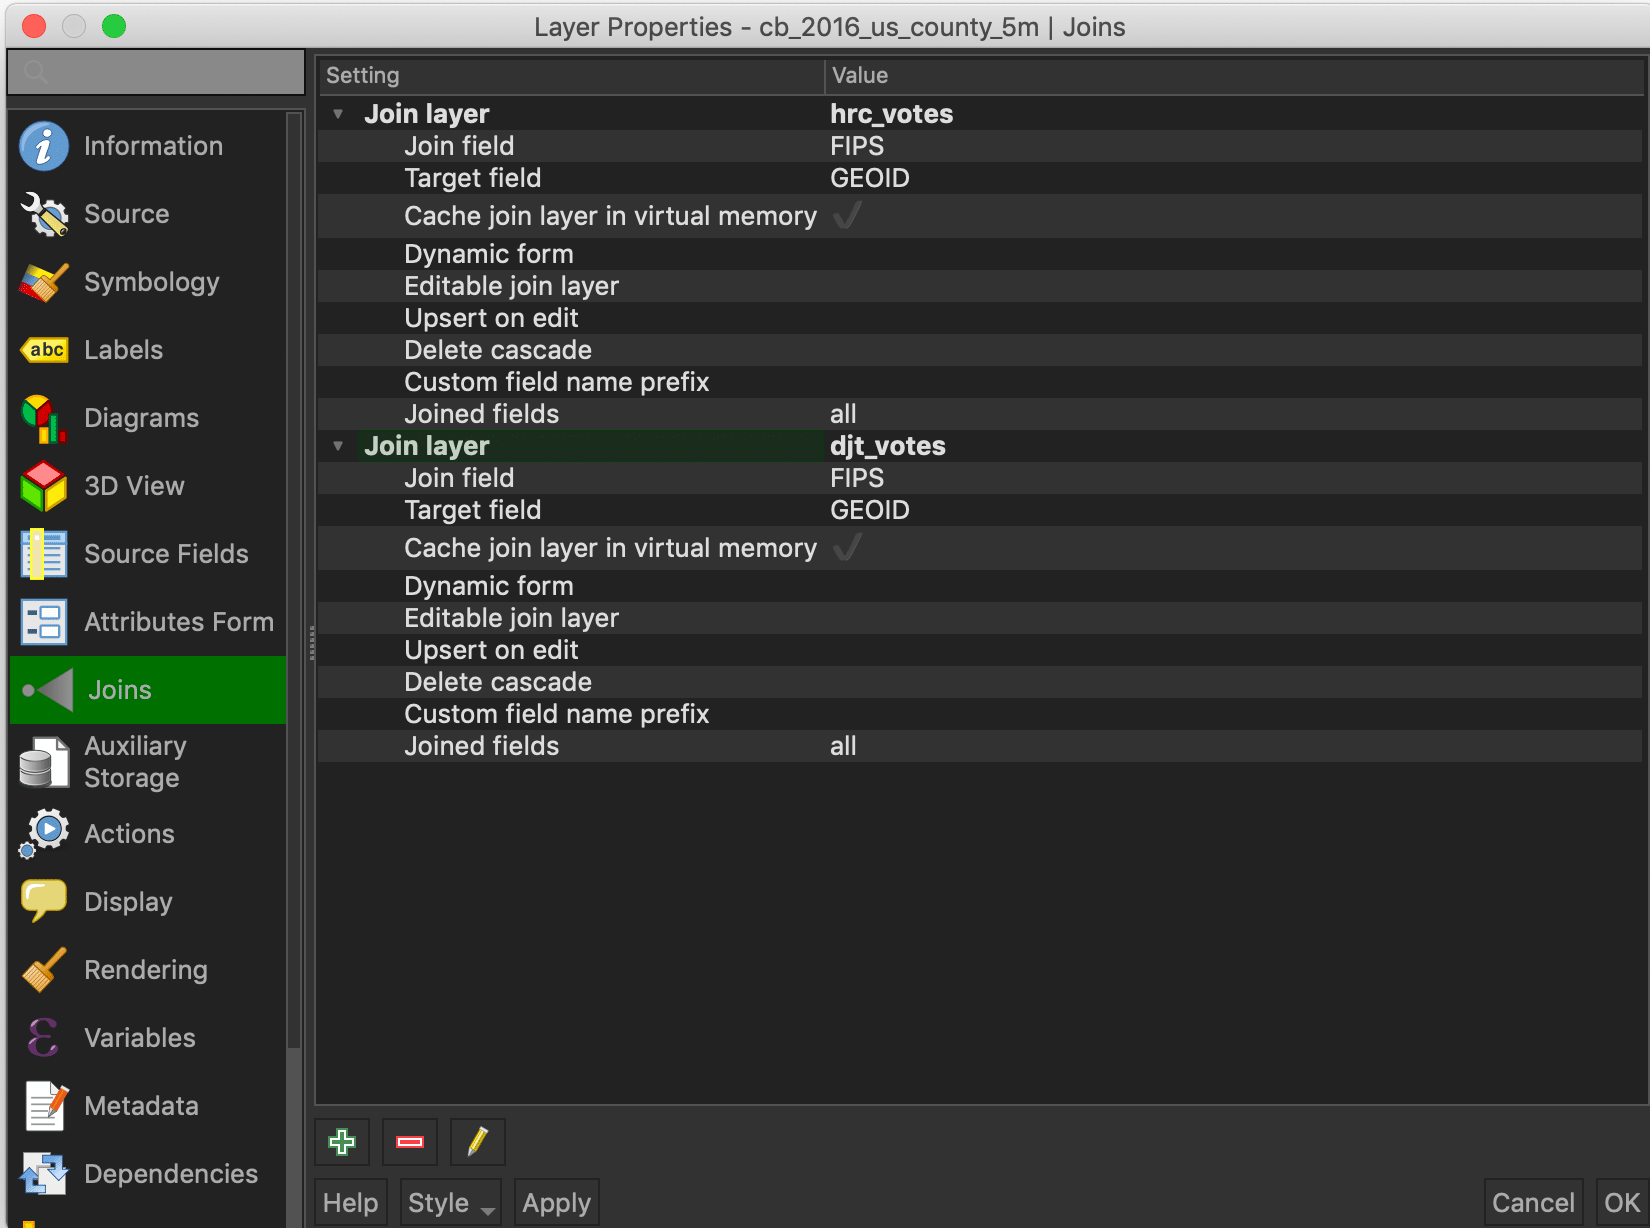 Layer Properties - cb_2016_us_county_5m | Joins
Information
Source
Symbology
abc Labels
Diagrams
3D View
Source Fields
Attributes Form
Joins
Auxiliary
Storage
Actions
Display
Rendering
Variables
Metadata
Dependencies
Setting Value
Join layer hrc_votes
Join field FIPS
Target field GEOID
Cache join layer in virtual memory
Dynamic form
Editable join layer
Upsert on edit
Delete cascade
Custom field name prefix
Joined fields all
Join layer djt_votes
Join field FIPS
Target field GEOID
Cache join layer in virtual memory
Dynamic form
Editable join layer
Upsert on edit
Delete cascade
Custom field name prefix
Joined fields all
Help Style Apply Cancel OK